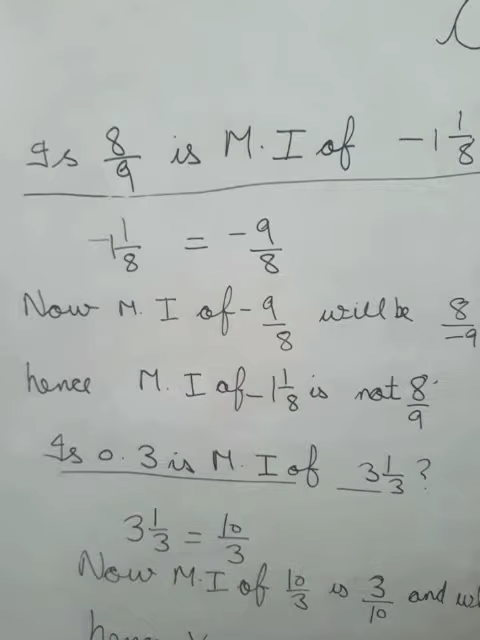 Is 8/9 is M.I of -1 1/8
-1 1/8 = -9/8
Now M.I of -9/8 will be 8/-9
hence M.I of -1 1/8 is not 8/9
Is 0.3 is M.I of 3 1/3?
3 1/3 = 10/3
Now M.I of 10/3 is 3/10 and